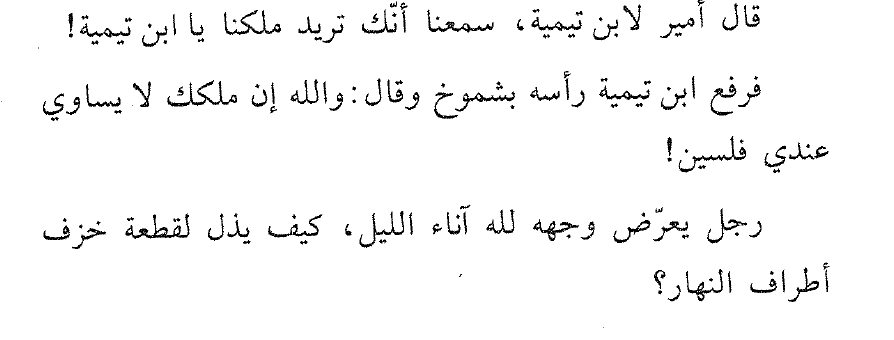 قال أمير لابن تيمية، سمعنا أنّك تريد ملكنا يا ابن تيمية!
فرفع ابن تيمية رأسه بشموخ وقال: والله إن ملكك لا يساوي
عندي فلسين!
رجل يعرّض وجهه لله آناء الليل، كيف يذل لقطعة خزف
أطراف النهار؟